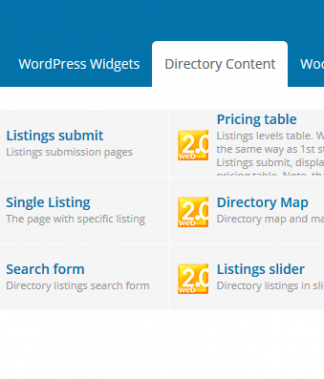 WordPress Widgets
Directory Content
Listings submit
Listings submission pages
2.0
web
Pricing table
Listings levels table. W
the same way as 1st st
Listings submit, displa
Single Listing
The page with specific listing
2.0
web
Directory Map
Directory map and ma
Search form
Directory listings search form
2.0
web
Listings slider
Directory listings in sli